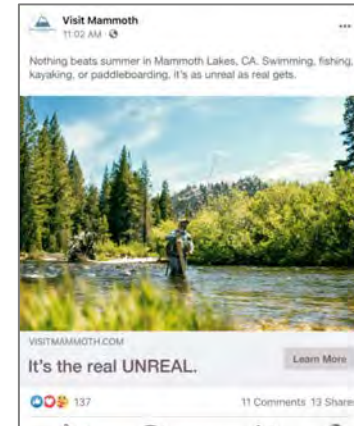 Visit Mammoth
11:02 AM
...
Nothing beats summer in Mammoth Lakes, CA. Swimming, fishing,
kayaking, or paddleboarding, it's as unreal as real gets.
VISITMAMMOTH.COM
It's the real UNREAL.
Learn More
137
11 Comments 13 Shares